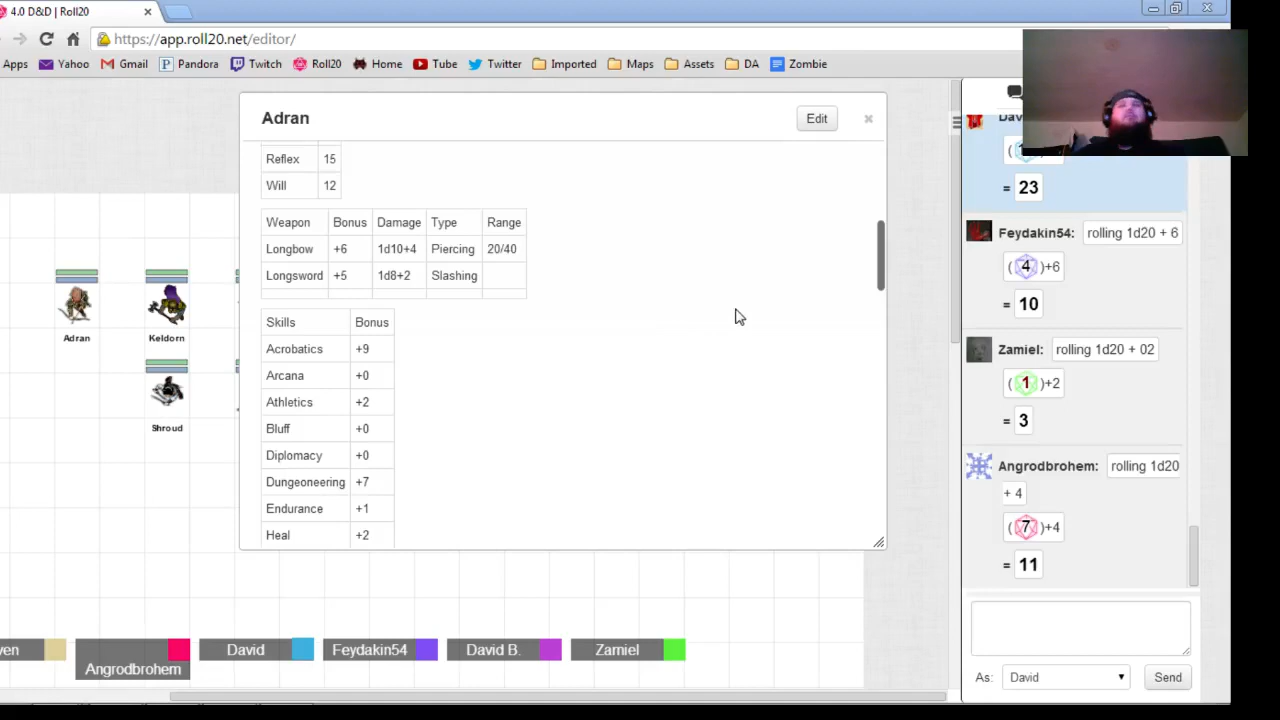 4.0 D&D | Roll20
https://app.roll20.net/editor/
Apps Yahoo Gmail Pandora Twitch Roll20 Home Tube Twitter Imported Maps Assets DA Zombie
Adran Edit
Reflex 15
Will 12
Weapon Bonus Damage Type Range
Longbow +6 1d10+4 Piercing 20/40
Longsword +5 1d8+2 Slashing
Skills Bonus
Acrobatics +9
Arcana +0
Athletics +2
Bluff +0
Diplomacy +0
Dungeoneering +7
Endurance +1
Heal +2
Adran
Keldorn
Shroud
= 23
Feydakin54: rolling 1d20 + 6
(4)+6
= 10
Zamiel: rolling 1d20 + 02
(1)+2
= 3
Angrodbrohem: rolling 1d20
+ 4
(7)+4
= 11
As: David Send
ven
Angrodbrohem
David
Feydakin54
David B.
Zamiel